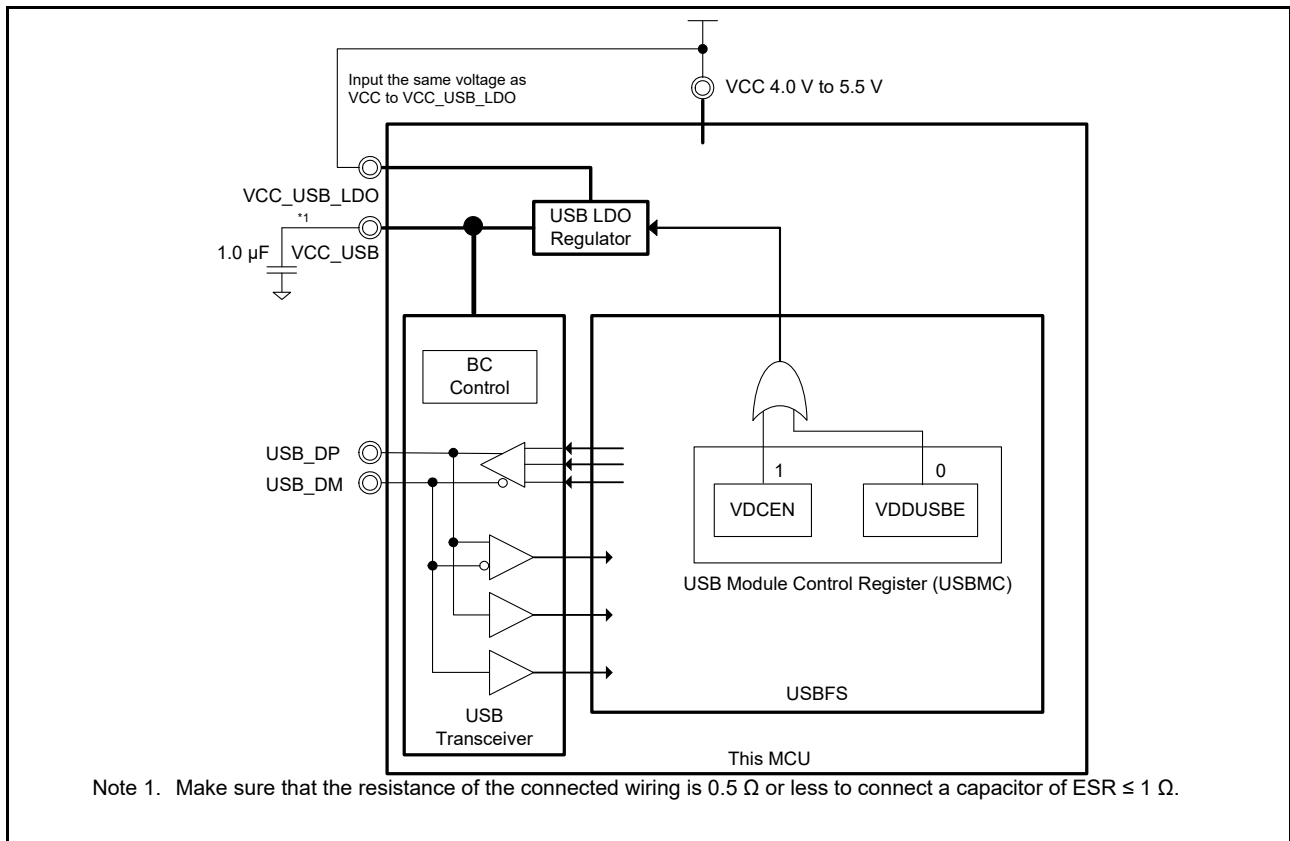 Input the same voltage as
VCC to VCC_USB_LDO
VCC 4.0 V to 5.5 V
VCC_USB_LDO
*1
1.0 µF
VCC_USB
USB LDO
Regulator
BC
Control
USB_DP
USB_DM
1
0
VDCEN
VDDUSBE
USB Module Control Register (USBMC)
USBFS
USB
Transceiver
This MCU
Note 1. Make sure that the resistance of the connected wiring is 0.5 Ω or less to connect a capacitor of ESR ≤ 1 Ω.